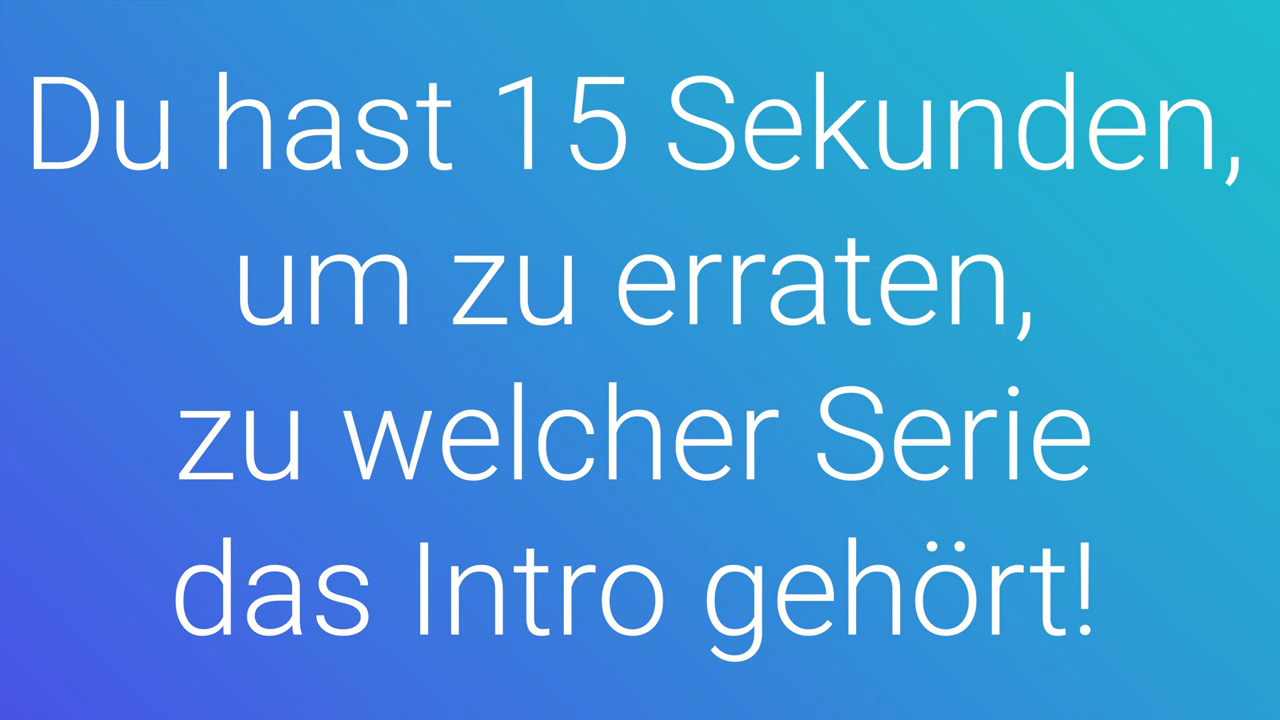 Du hast 15 Sekunden,
um zu erraten,
zu welcher Serie
das Intro gehört!